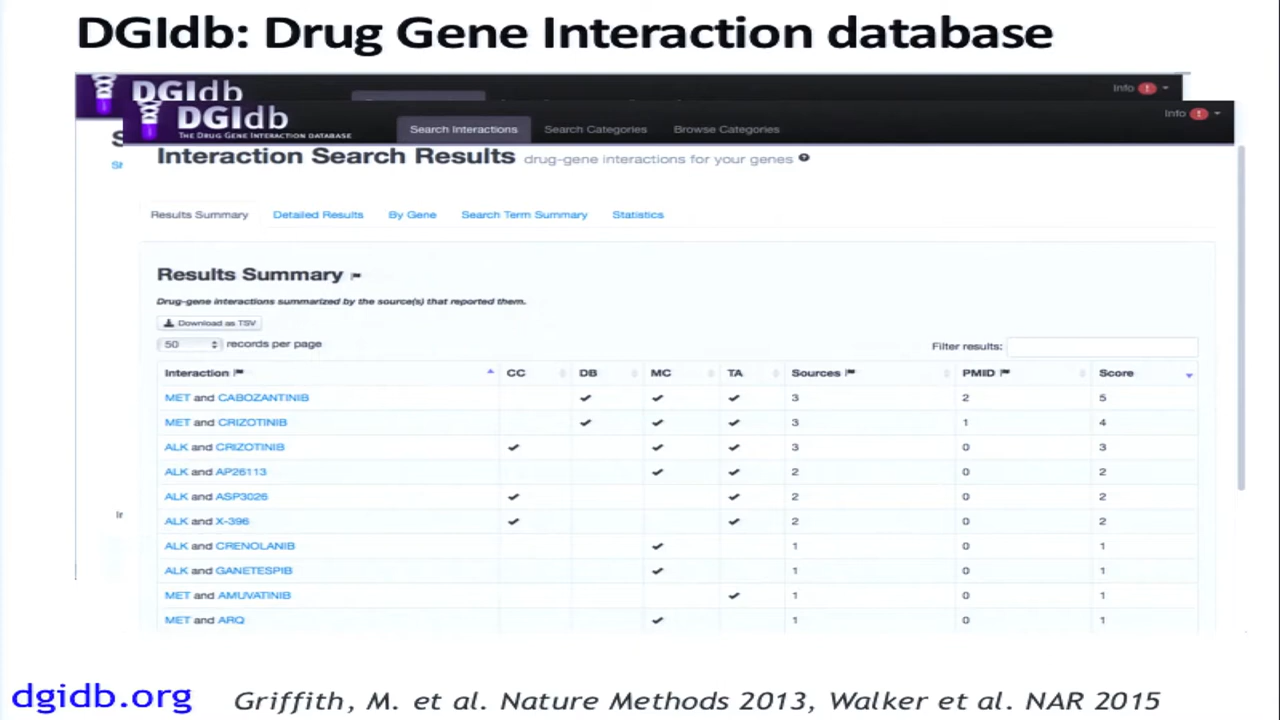 DGIdb: Drug Gene Interaction database
DGIdb
Info !
DGIdb
THE DRUG GENE INTERACTION DATABASE
Search Interactions Search Categories Browse Categories
Info !
Interaction Search Results drug-gene interactions for your genes
Results Summary Detailed Results By Gene Search Term Summary Statistics
Results Summary
Drug-gene interactions summarized by the source(s) that reported them.
Download as TSV
50 records per page
Filter results:
Interaction CC DB MC TA Sources PMID Score
MET and CABOZANTINIB ✓ ✓ ✓ 3 2 5
MET and CRIZOTINIB ✓ ✓ ✓ 3 1 4
ALK and CRIZOTINIB ✓ ✓ ✓ 3 0 3
ALK and AP26113 ✓ ✓ 2 0 2
ALK and ASP3026 ✓ ✓ 2 0 2
ALK and X-396 ✓ ✓ 2 0 2
ALK and CRENOLANIB ✓ 1 0 1
ALK and GANETESPIB ✓ 1 0 1
MET and AMUVATINIB ✓ 1 0 1
MET and ARQ ✓ 1 0 1
dgidb.org
Griffith, M. et al. Nature Methods 2013, Walker et al. NAR 2015